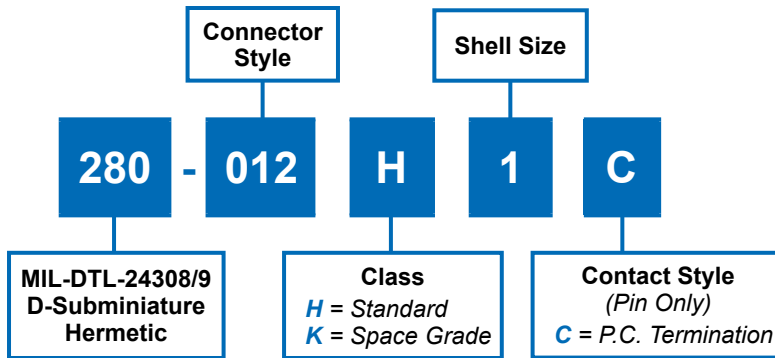 Connector
Style
Shell Size
280 - 012 H 1 C
MIL-DTL-24308/9
D-Subminiature
Hermetic
Class
H = Standard
K = Space Grade
Contact Style
(Pin Only)
C = P.C. Termination